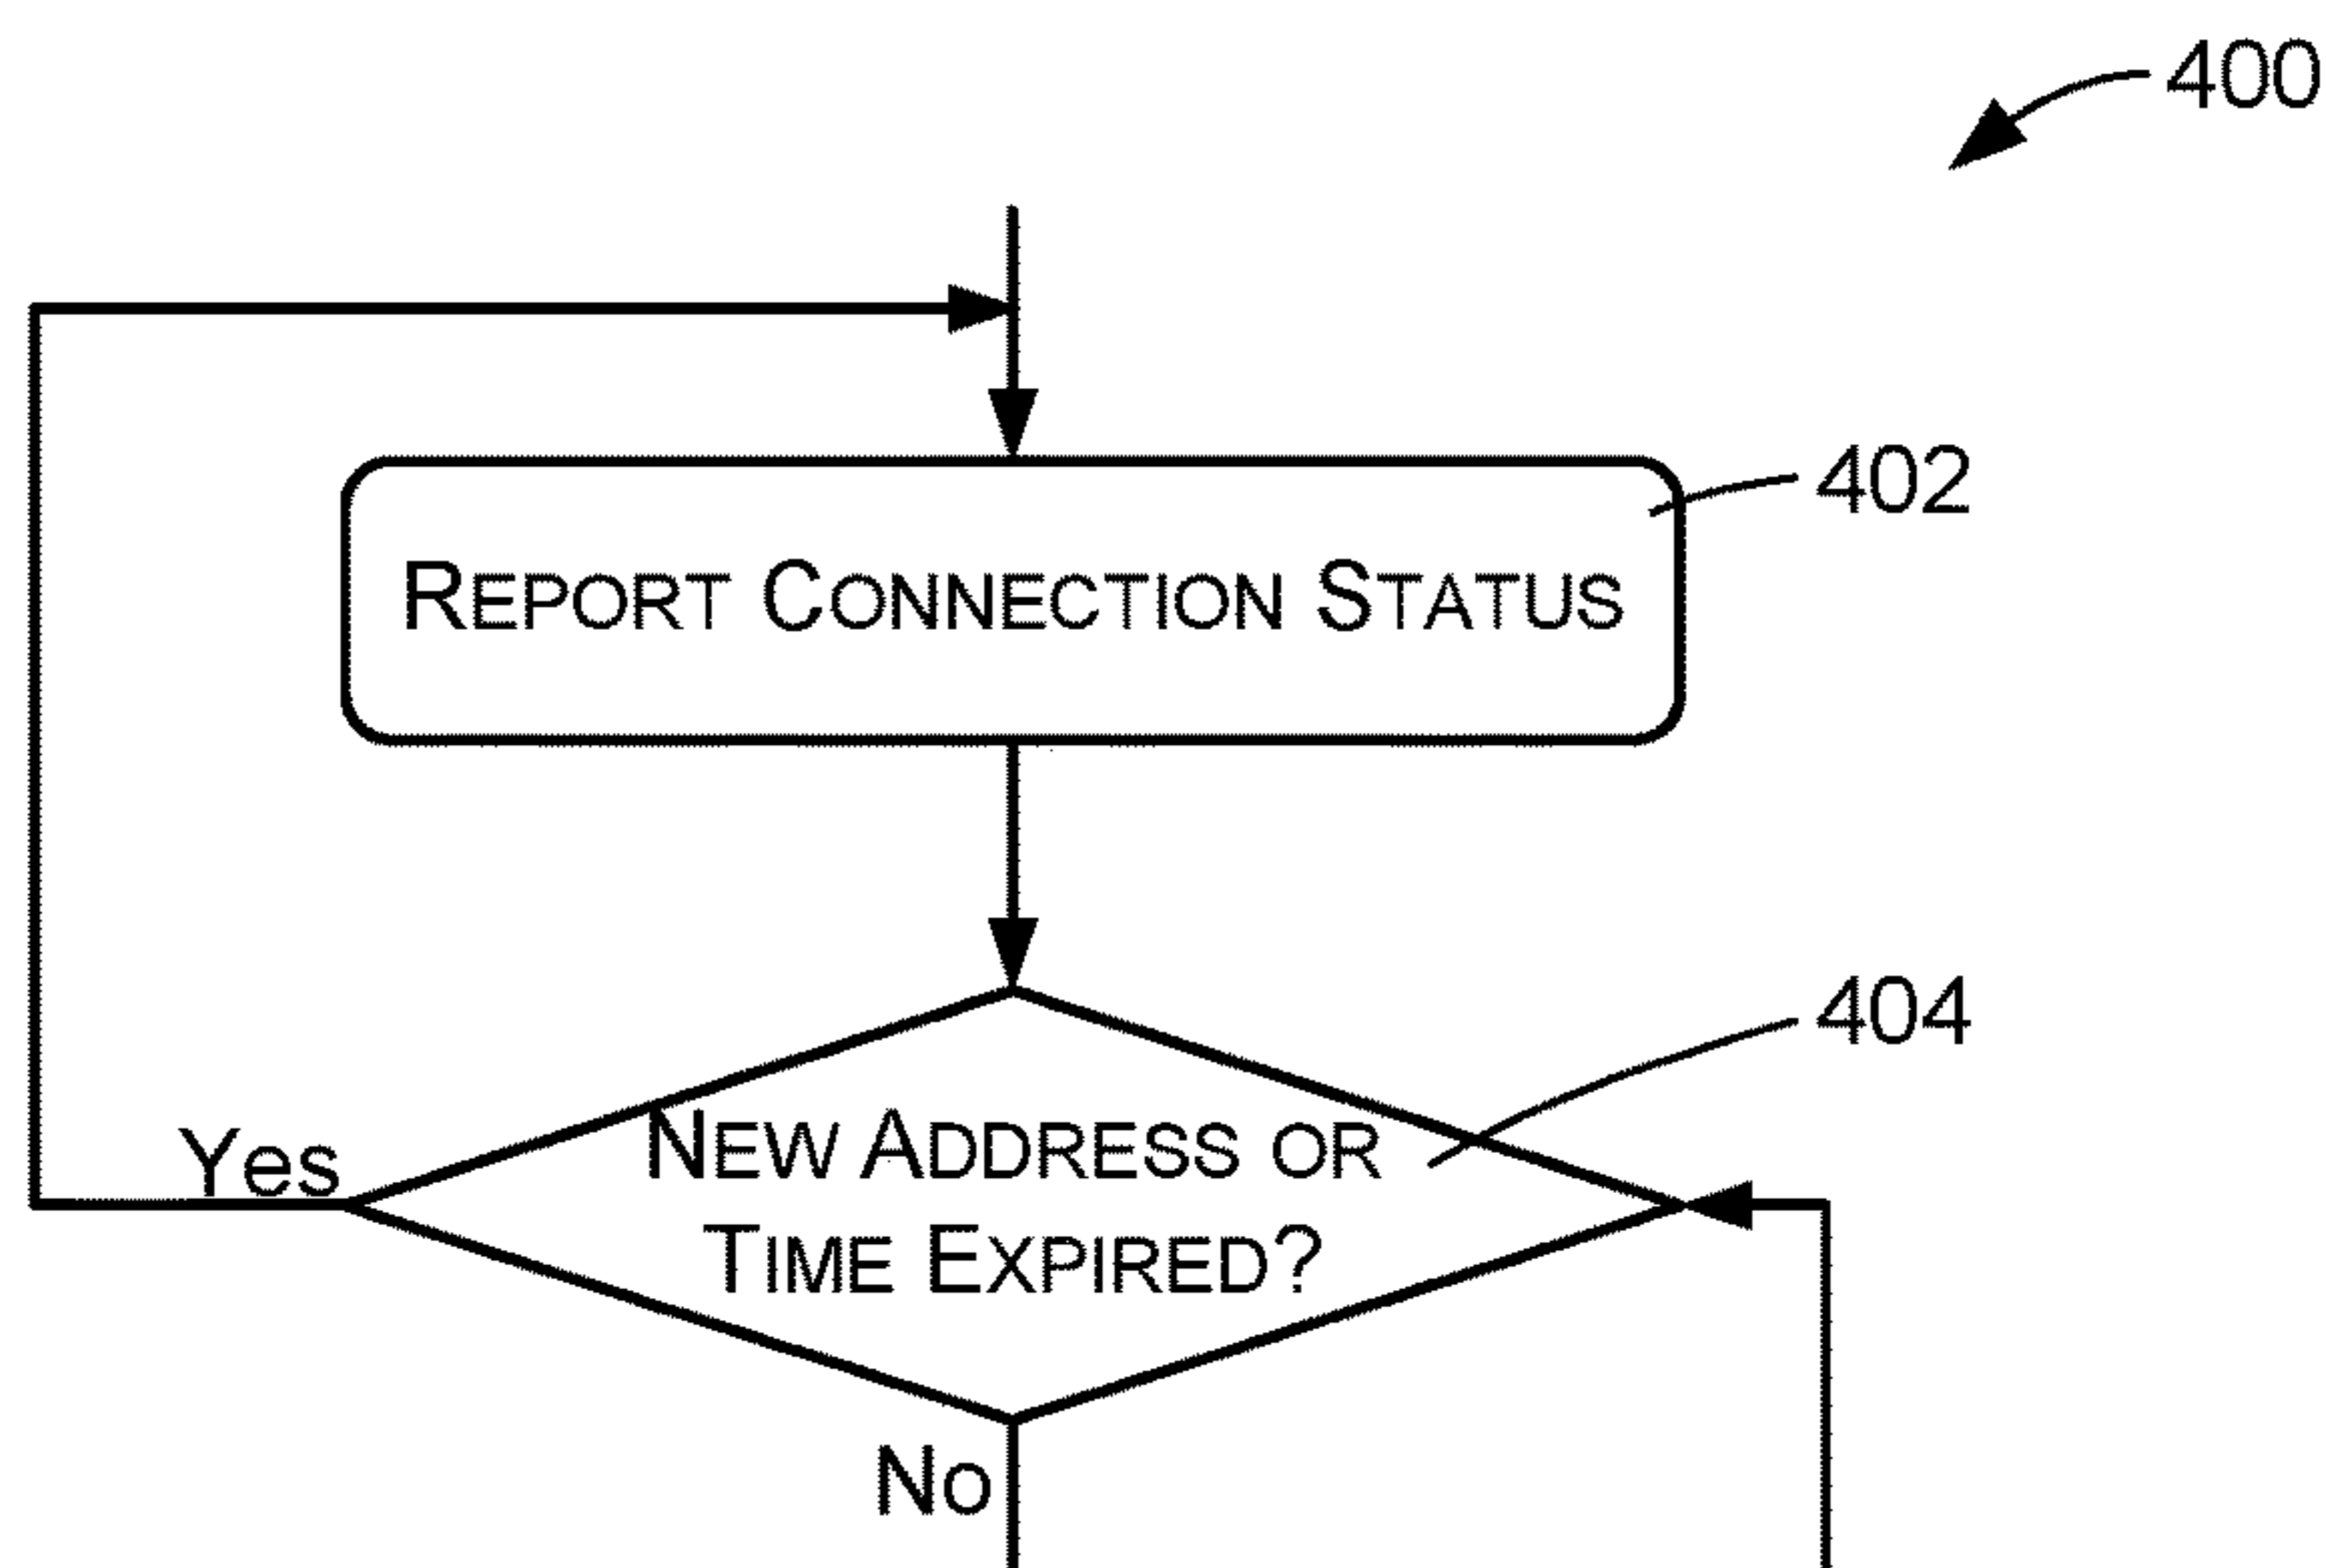 400
402
REPORT CONNECTION STATUS
404
NEW ADDRESS OR
TIME EXPIRED?
Yes
No